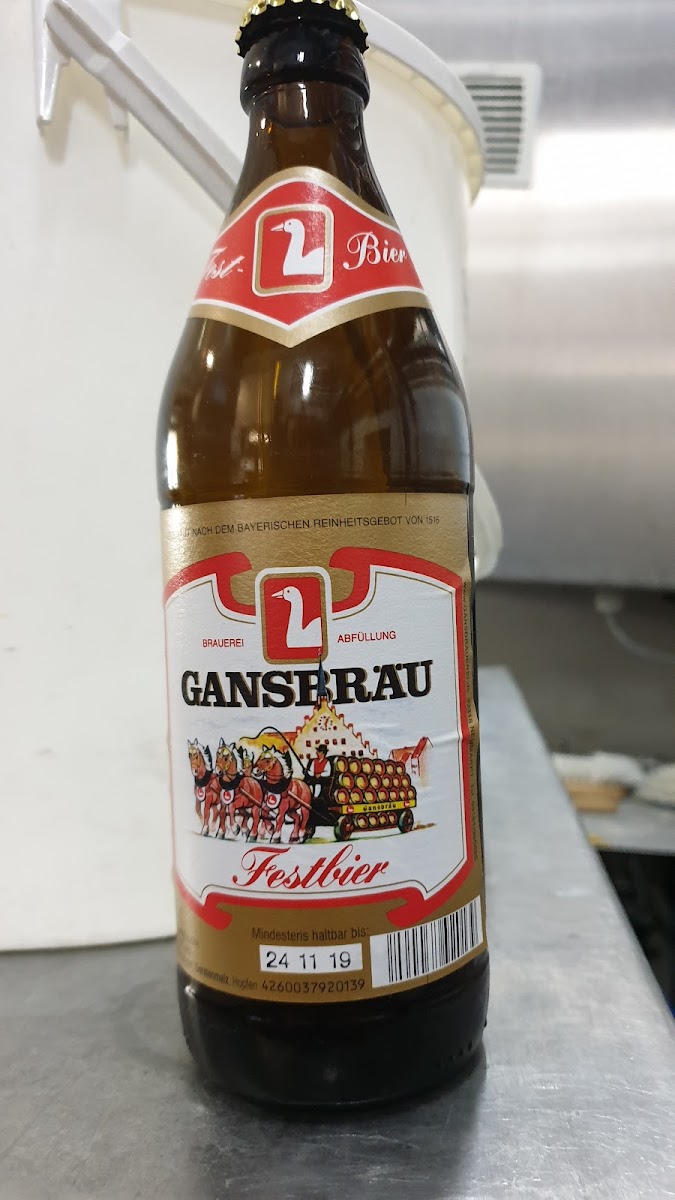 Fest-
Bier
NACH DEM BAYERISCHEN REINHEITSGEBOT VON 1516
BRAUEREI ABFÜLLUNG
GANSBRÄU
Gansbräu
Festbier
Mindestens haltbar bis:
24 11 19
Gerstenmalz, Hopfen 4260037920139